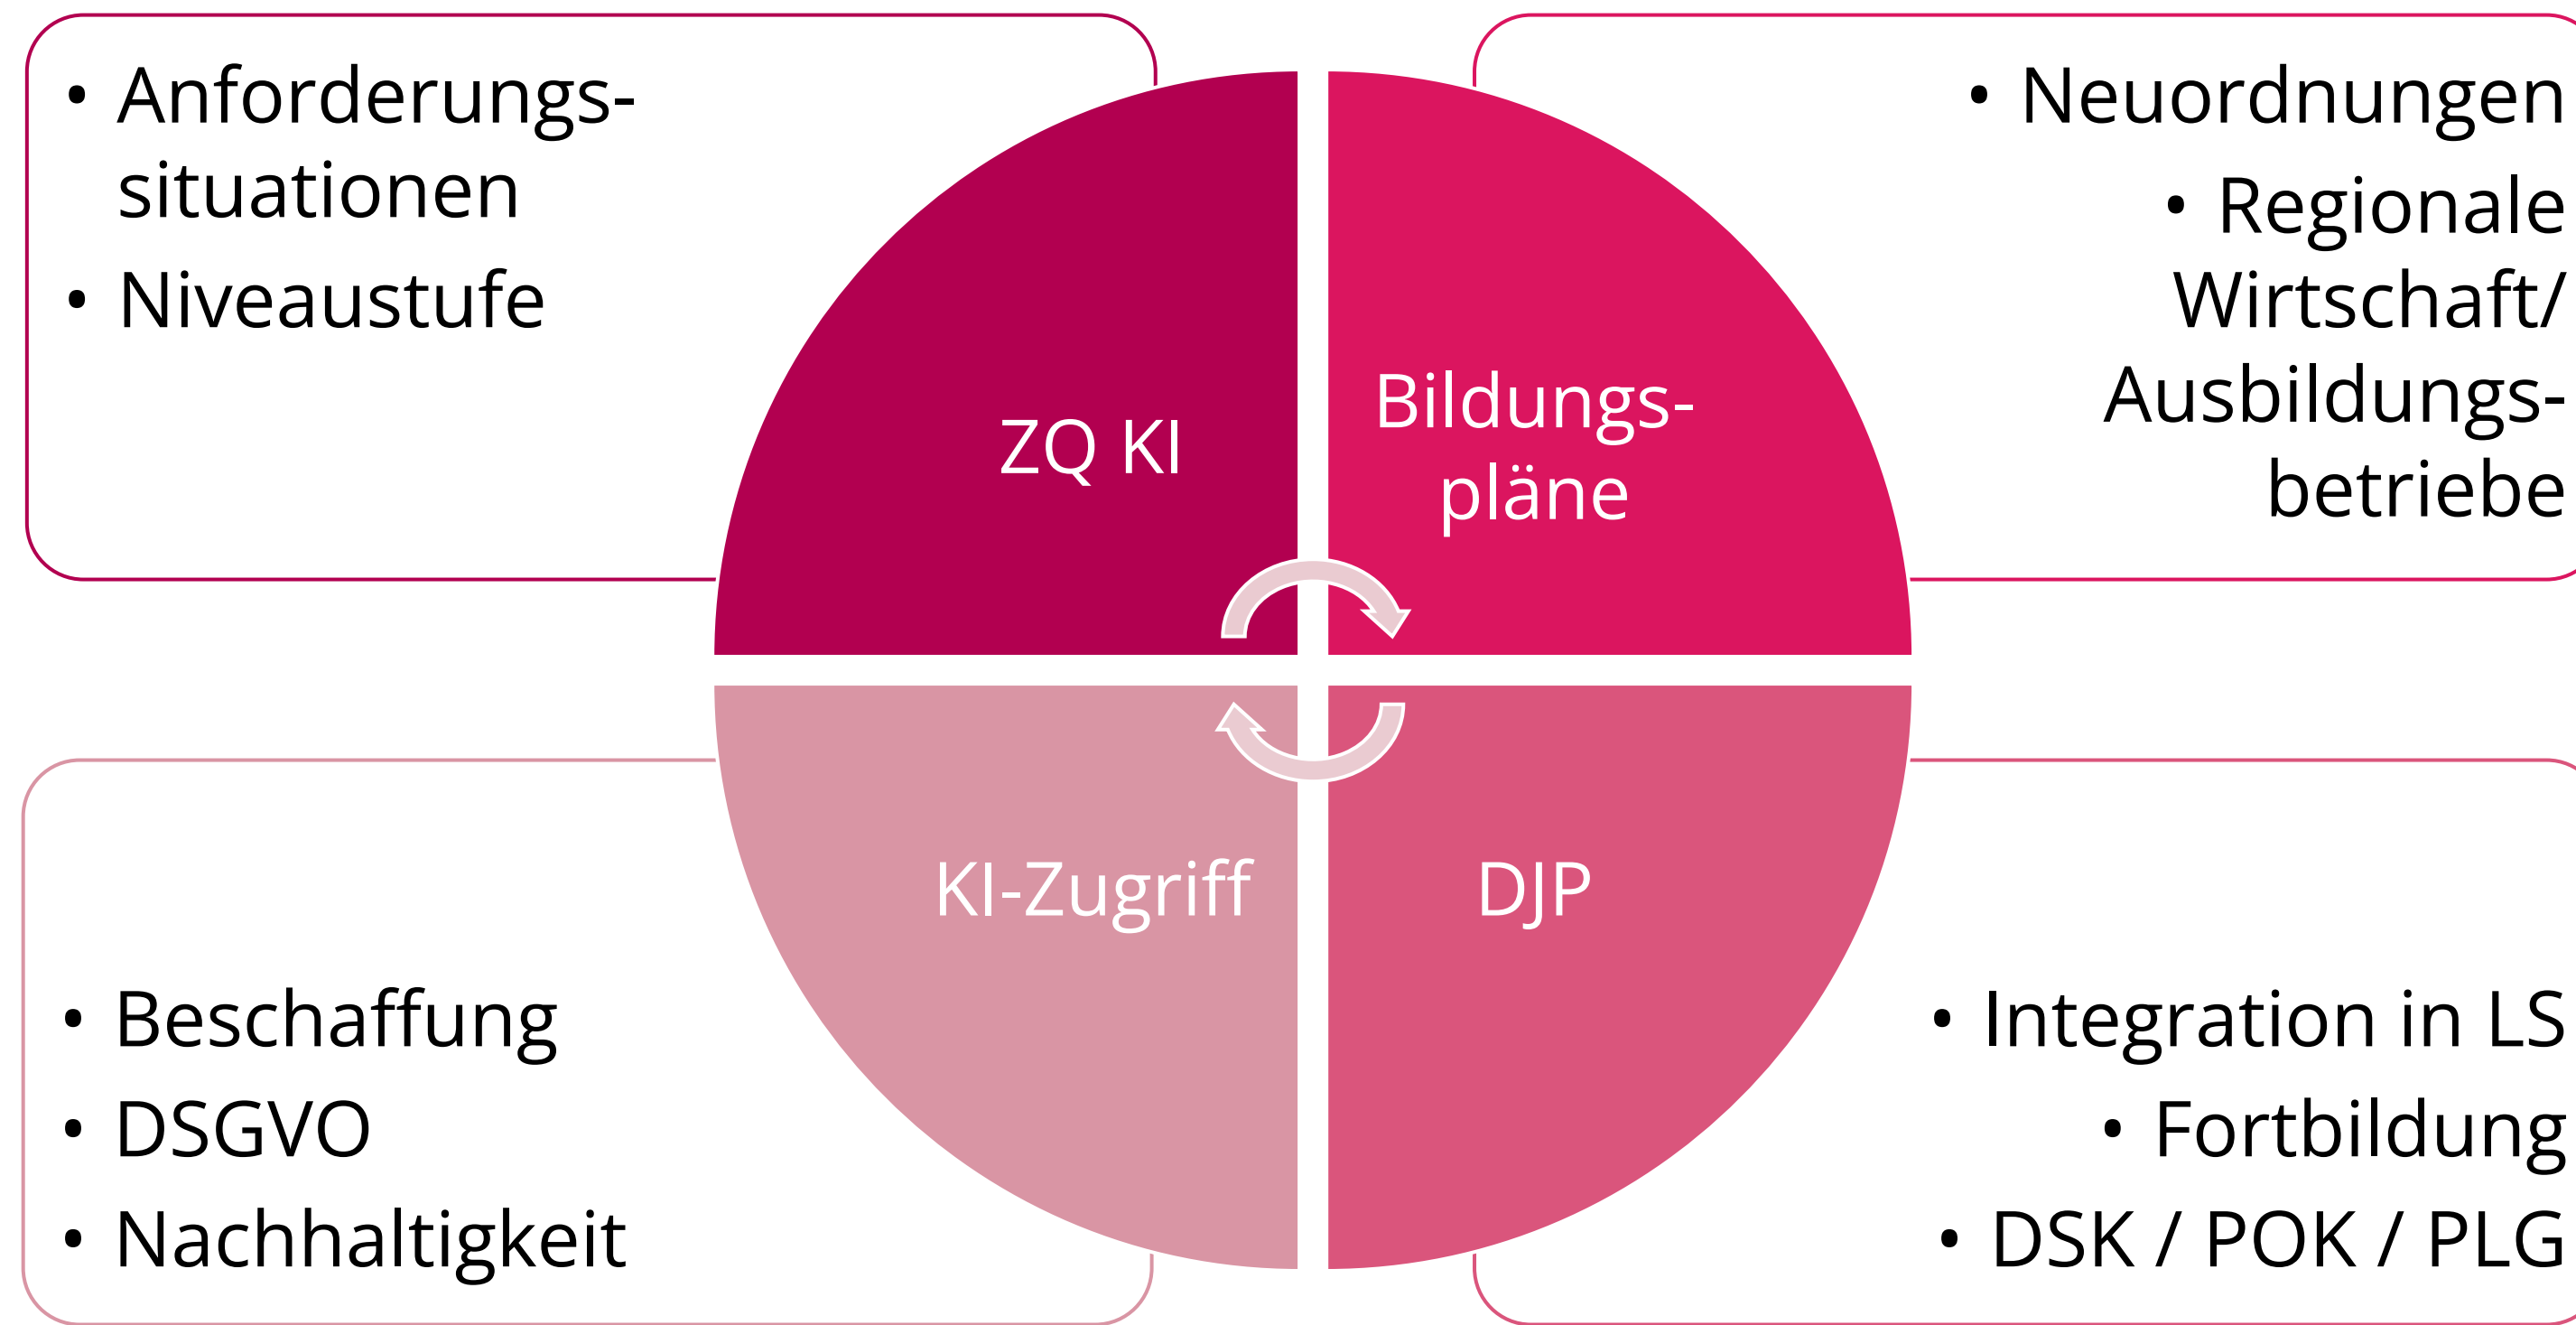 • Anforderungs-
situationen
• Niveaustufe
• Neuordnungen
• Regionale
Wirtschaft/
Ausbildungs-
betriebe
ZQ KI
Bildungs-
pläne
KI-Zugriff
DJP
• Beschaffung
• DSGVO
• Nachhaltigkeit
• Integration in LS
• Fortbildung
• DSK / POK / PLG